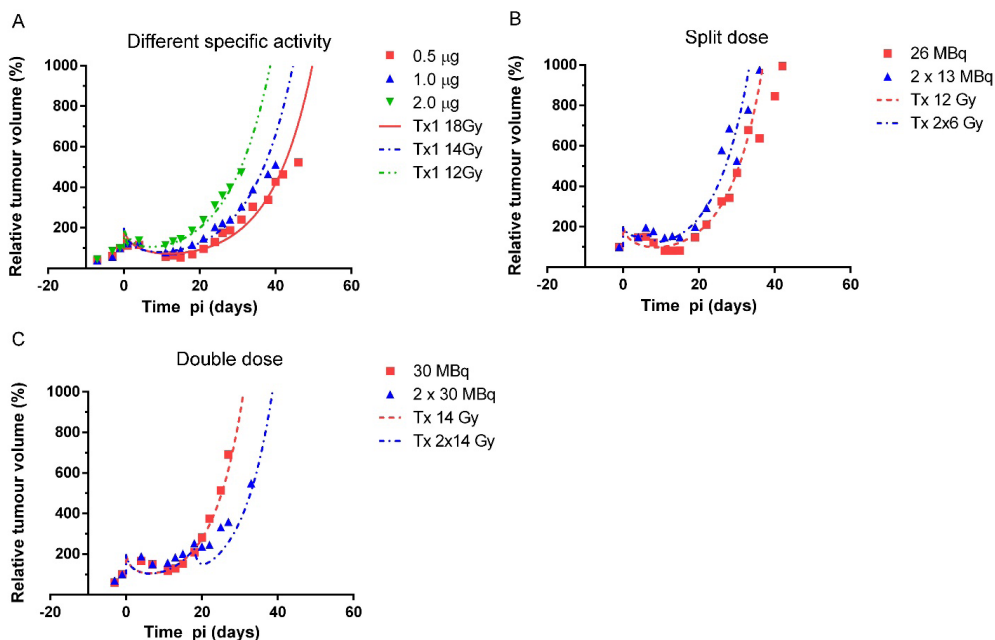 A
Different specific activity
Relative tumour volume (%)
1000
800
600
400
200
-20
0
20
40
60
Time pi (days)
0.5 µg
1.0 µg
2.0 µg
Tx1 18Gy
Tx1 14Gy
Tx1 12Gy
B
Split dose
Relative tumour volume (%)
1000
800
600
400
200
-20
0
20
40
60
Time pi (days)
26 MBq
2 x 13 MBq
Tx 12 Gy
Tx 2x6 Gy
C
Double dose
Relative tumour volume (%)
1000
800
600
400
200
-20
0
20
40
60
Time pi (days)
30 MBq
2 x 30 MBq
Tx 14 Gy
Tx 2x14 Gy